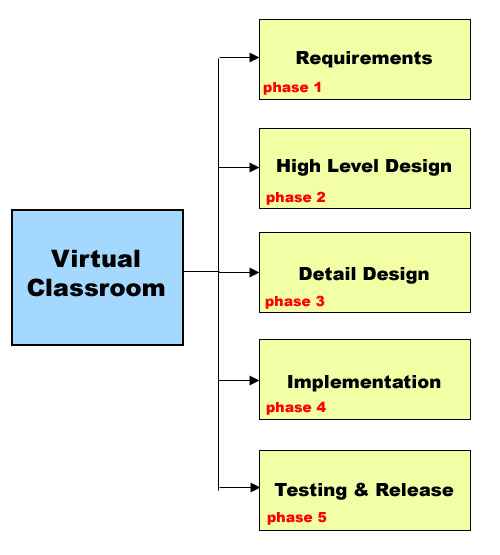 Virtual
Classroom
Requirements
phase 1
High Level Design
phase 2
Detail Design
phase 3
Implementation
phase 4
Testing & Release
phase 5